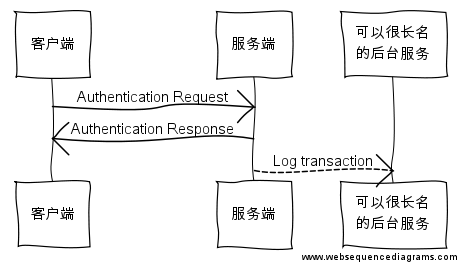 客户端
服务端
可以很长名
的后台服务
Authentication Request
Authentication Response
Log transaction
客户端
服务端
可以很长名
的后台服务
www.websequencediagrams.com